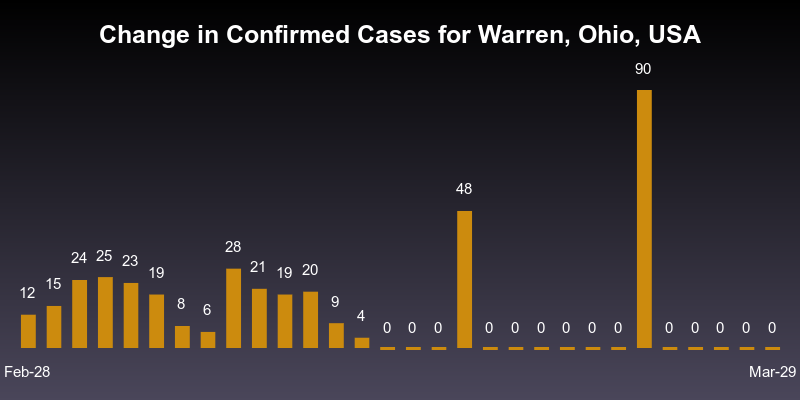 Change in Confirmed Cases for Warren, Ohio, USA
12 15 24 25 23 19 8 6 28 21 19 20 9 4 0 0 0 48 0 0 0 0 0 0 90 0 0 0 0 0
Feb-28 Mar-29